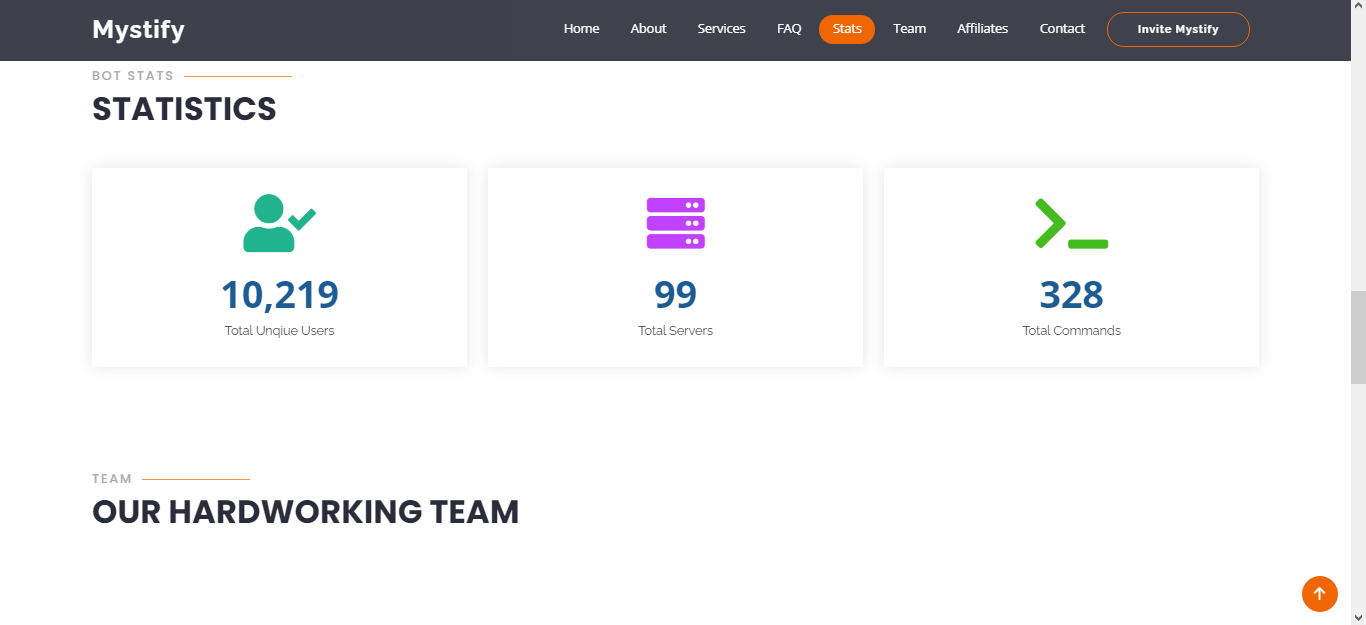 Mystify
Home About Services FAQ Stats Team Affiliates Contact Invite Mystify
BOT STATS
STATISTICS
10,219 99 328
Total Unqiue Users Total Servers Total Commands
TEAM
OUR HARDWORKING TEAM